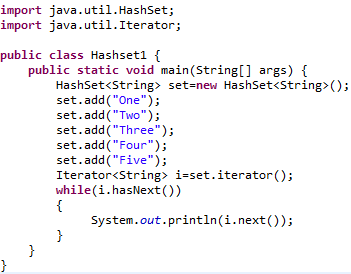 import java.util.HashSet;
import java.util.Iterator;

public class Hashset1 {
    public static void main(String[] args) {
        HashSet<String> set=new HashSet<String>();
        set.add("One");
        set.add("Two");
        set.add("Three");
        set.add("Four");
        set.add("Five");
        Iterator<String> i=set.iterator();
        while(i.hasNext())
        {
            System.out.println(i.next());
        }
    }
}